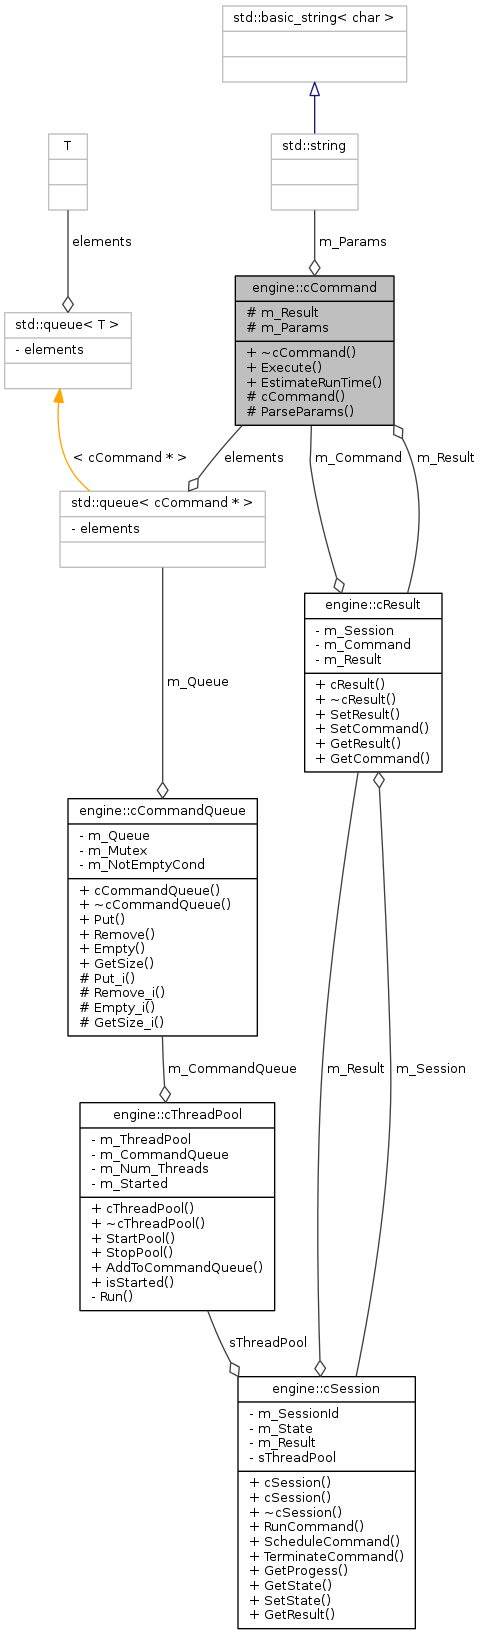 std::basic_string< char >
T
std::string
elements
m_Params
engine::cCommand
# m_Result
# m_Params
+ ~cCommand()
+ Execute()
+ EstimateRunTime()
# cCommand()
# ParseParams()
std::queue< T >
- elements
< cCommand * >
elements
m_Command
m_Result
std::queue< cCommand * >
- elements
engine::cResult
- m_Session
- m_Command
- m_Result
+ cResult()
+ ~cResult()
+ SetResult()
+ SetCommand()
+ GetResult()
+ GetCommand()
m_Queue
engine::cCommandQueue
- m_Queue
- m_Mutex
- m_NotEmptyCond
+ cCommandQueue()
+ ~cCommandQueue()
+ Put()
+ Remove()
+ Empty()
+ GetSize()
# Put_i()
# Remove_i()
# Empty_i()
# GetSize_i()
m_CommandQueue
m_Result
m_Session
engine::cThreadPool
- m_ThreadPool
- m_CommandQueue
- m_Num_Threads
- m_Started
+ cThreadPool()
+ ~cThreadPool()
+ StartPool()
+ StopPool()
+ AddToCommandQueue()
+ isStarted()
- Run()
sThreadPool
engine::cSession
- m_SessionId
- m_State
- m_Result
- sThreadPool
+ cSession()
+ cSession()
+ ~cSession()
+ RunCommand()
+ ScheduleCommand()
+ TerminateCommand()
+ GetProgess()
+ GetState()
+ SetState()
+ GetResult()